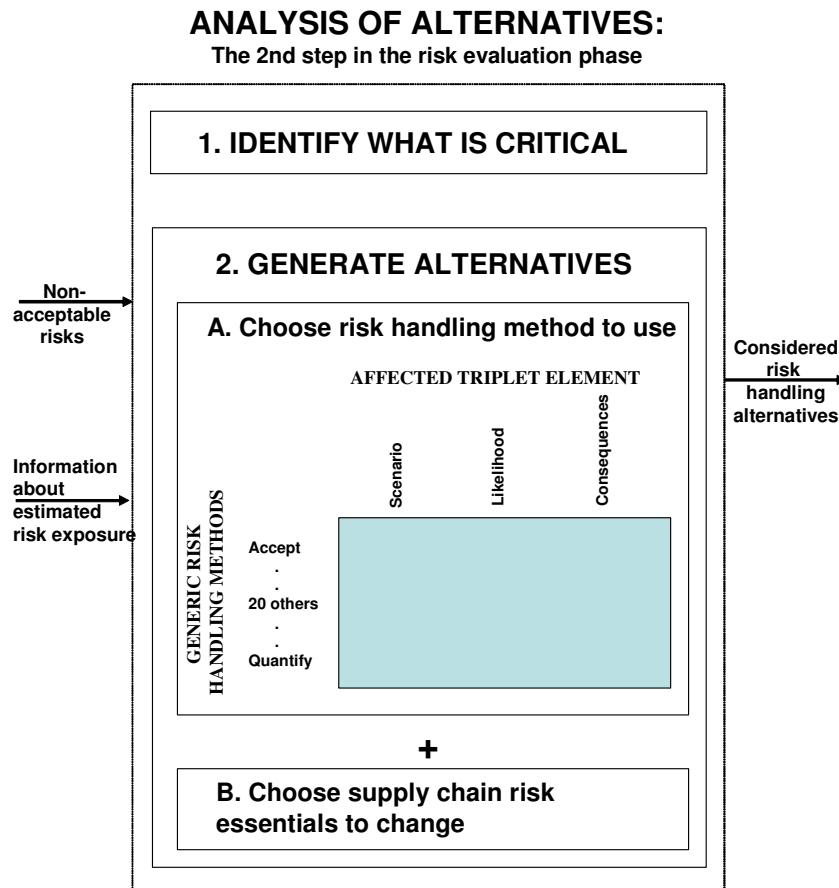 ANALYSIS OF ALTERNATIVES:
The 2nd step in the risk evaluation phase
1. IDENTIFY WHAT IS CRITICAL
2. GENERATE ALTERNATIVES
Non-
acceptable
risks
Information
about
estimated
risk exposure
A. Choose risk handling method to use
AFFECTED TRIPLET ELEMENT
Scenario
Likelihood
Consequences
GENERIC RISK
HANDLING METHODS
Accept
.
.
20 others
.
.
Quantify
+
B. Choose supply chain risk
essentials to change
Considered
risk
handling
alternatives